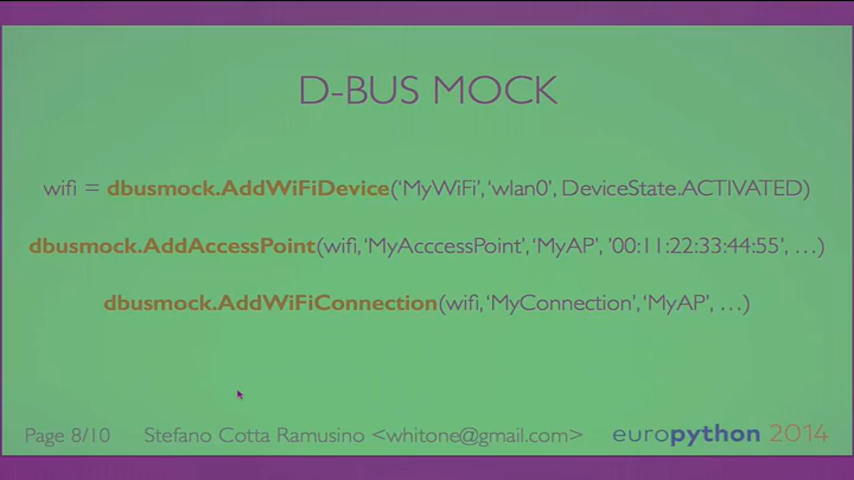 D-BUS MOCK
wifi = dbusmock.AddWiFiDevice(‘MyWiFi’, ‘wlan0’, DeviceState.ACTIVATED)
dbusmock.AddAccessPoint(wifi, ‘MyAcccessPoint’, ‘MyAP’, ’00:11:22:33:44:55’, …)
dbusmock.AddWiFiConnection(wifi, ‘MyConnection’, ‘MyAP’, …)
Page 8/10 Stefano Cotta Ramusino <whitone@gmail.com> europython 2014